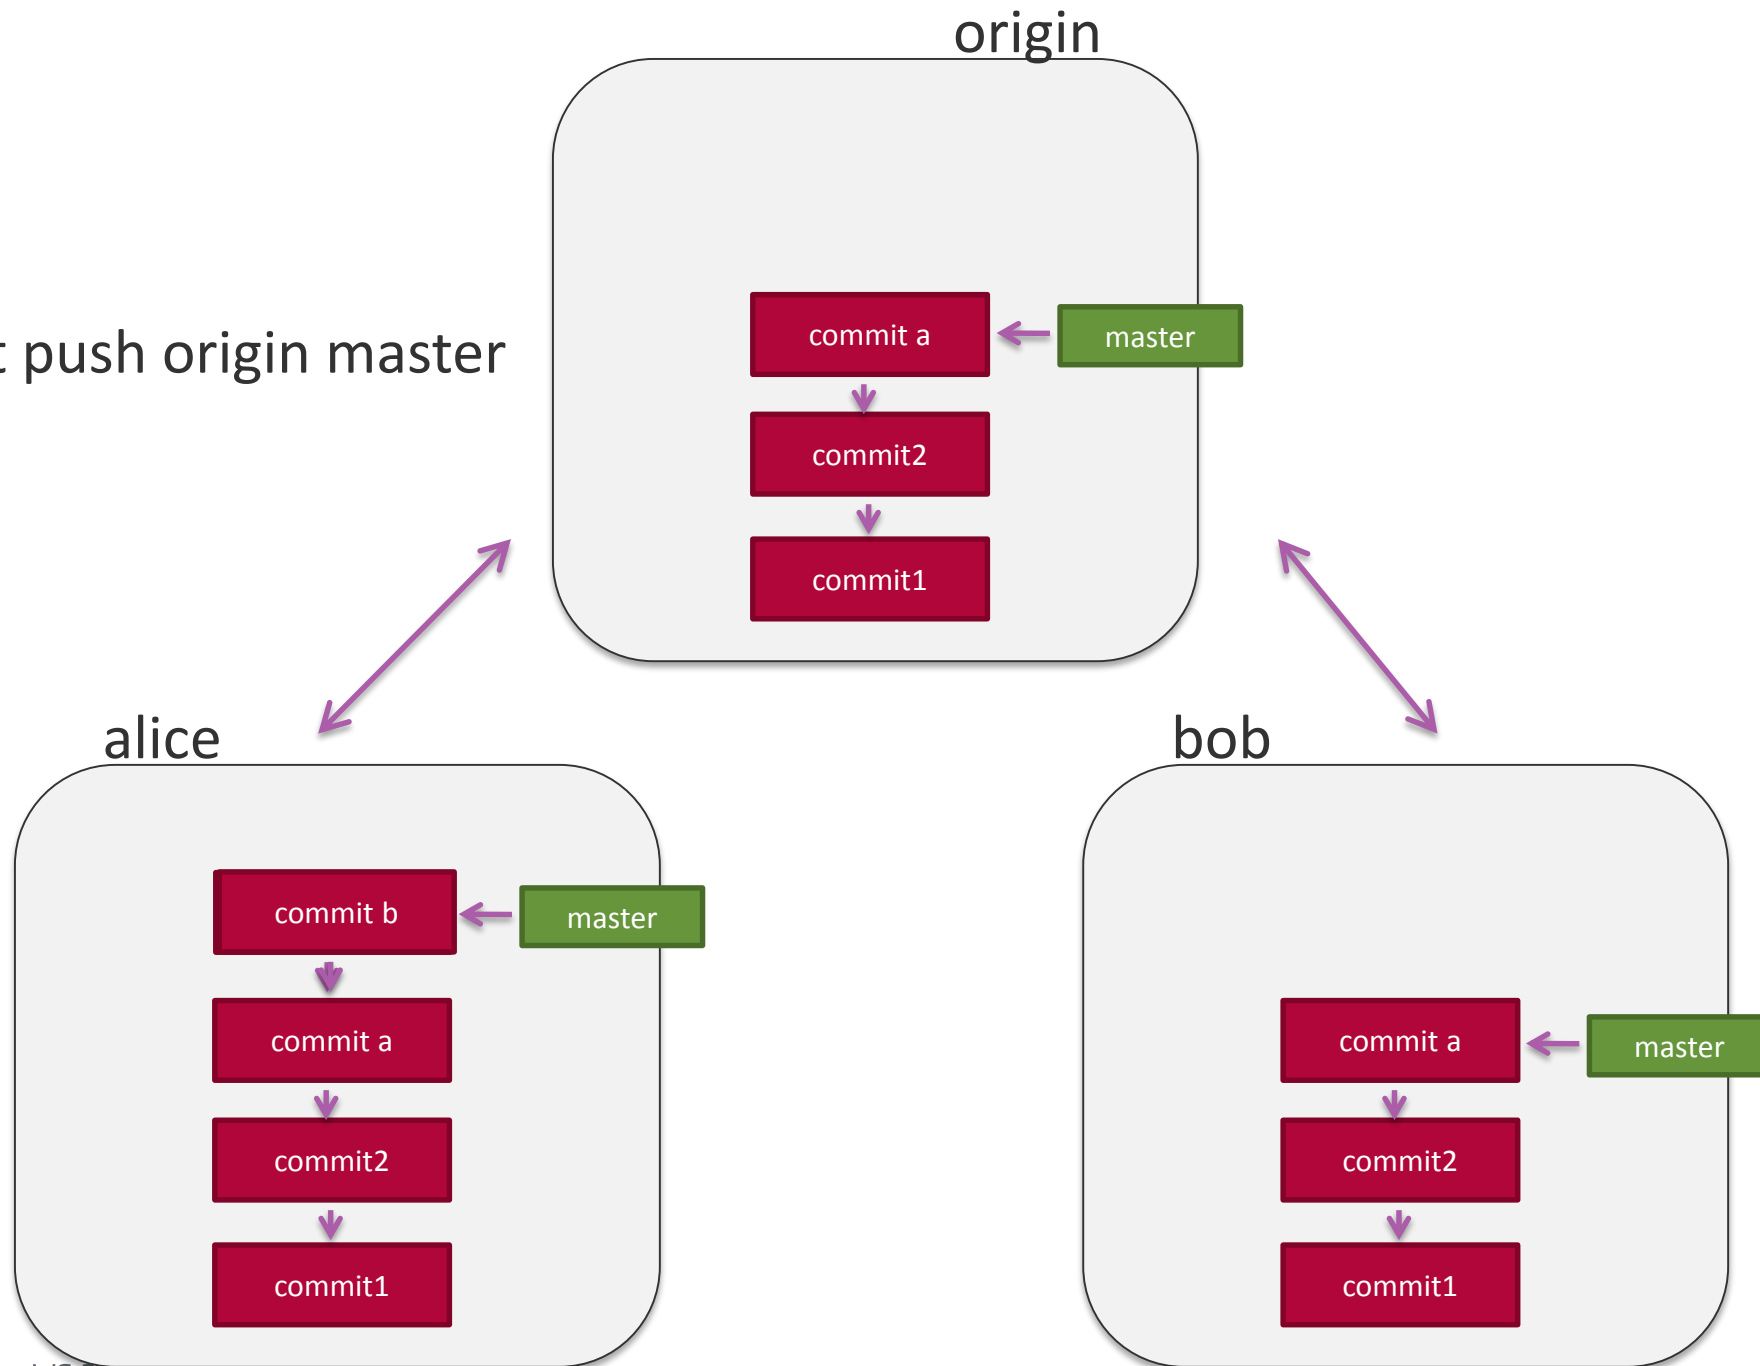 origin
commit a
master
push origin master
commit2
commit1
alice
bob
commit b
master
commit a
commit a
master
commit2
commit2
commit1
commit1